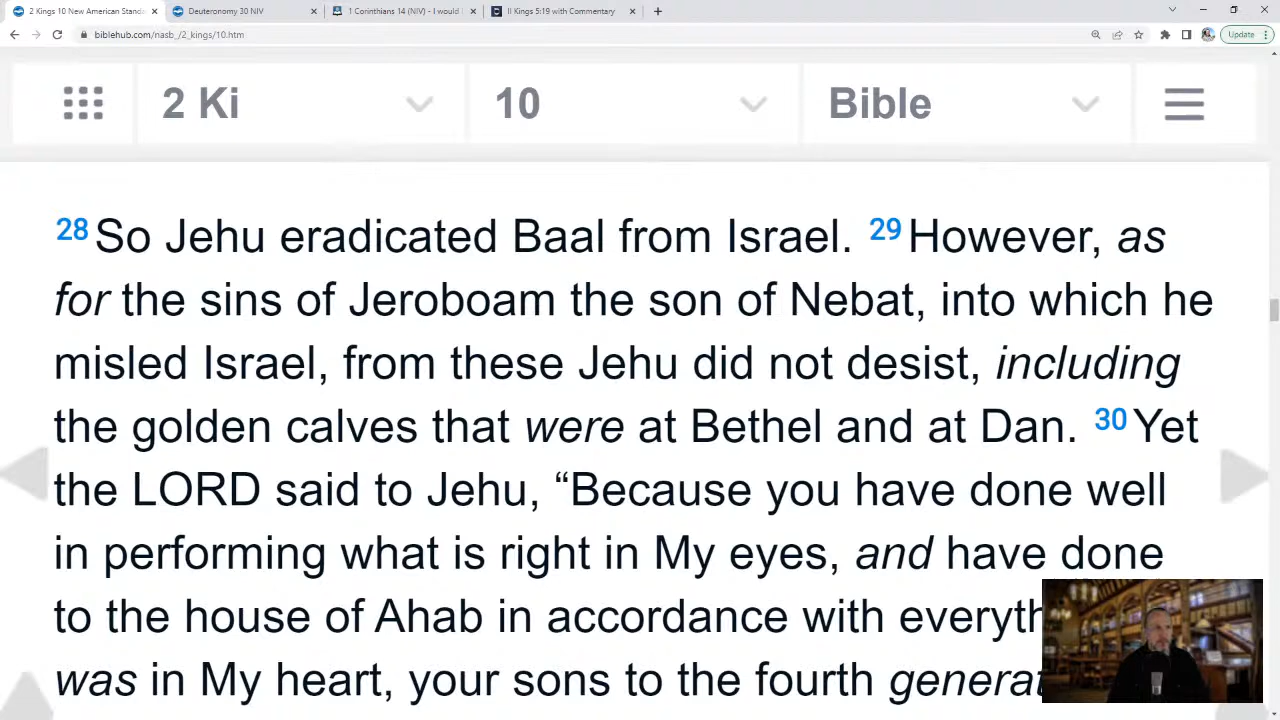 2 Kings 10 New American Standa
Deuteronomy 30 NIV
1 Corinthians 14 (NIV) - I would
II Kings 5:19 with Commentary
biblehub.com/nasb_/2_kings/10.htm
Update
2 Ki
10
Bible
28 So Jehu eradicated Baal from Israel. 29 However, as
for the sins of Jeroboam the son of Nebat, into which he
misled Israel, from these Jehu did not desist, including
the golden calves that were at Bethel and at Dan. 30 Yet
the LORD said to Jehu, “Because you have done well
in performing what is right in My eyes, and have done
to the house of Ahab in accordance with everyth
was in My heart, your sons to the fourth generat